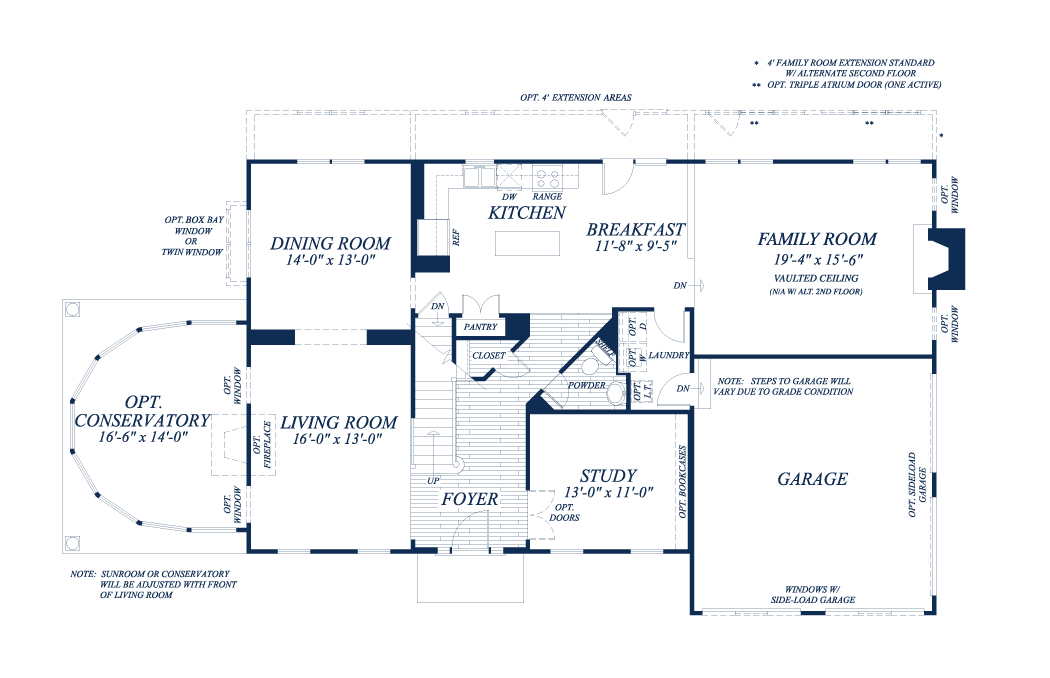 * 4' FAMILY ROOM EXTENSION STANDARD
W/ ALTERNATE SECOND FLOOR
** OPT. TRIPLE ATRIUM DOOR (ONE ACTIVE)
OPT. 4' EXTENSION AREAS
**
**
*
OPT. BOX BAY
WINDOW
OR
TWIN WINDOW
DINING ROOM
14'-0" x 13'-0"
REF
DW
RANGE
KITCHEN
BREAKFAST
11'-8" x 9'-5"
FAMILY ROOM
19'-4" x 15'-6"
VAULTED CEILING
(N/A W/ ALT. 2ND FLOOR)
OPT.
WINDOW
OPT.
WINDOW
DN
DN
PANTRY
CLOSET
SHELF
OPT.
D.
OPT.
W
LAUNDRY
POWDER
OPT.
L.T.
DN
NOTE: STEPS TO GARAGE WILL
VARY DUE TO GRADE CONDITION
OPT.
CONSERVATORY
16'-6" x 14'-0"
OPT.
WINDOW
OPT.
FIREPLACE
OPT.
WINDOW
LIVING ROOM
16'-0" x 13'-0"
UP
FOYER
STUDY
13'-0" x 11'-0"
OPT.
DOORS
OPT. BOOKCASES
GARAGE
OPT. SIDELOAD
GARAGE
WINDOWS W/
SIDE-LOAD GARAGE
NOTE: SUNROOM OR CONSERVATORY
WILL BE ADJUSTED WITH FRONT
OF LIVING ROOM